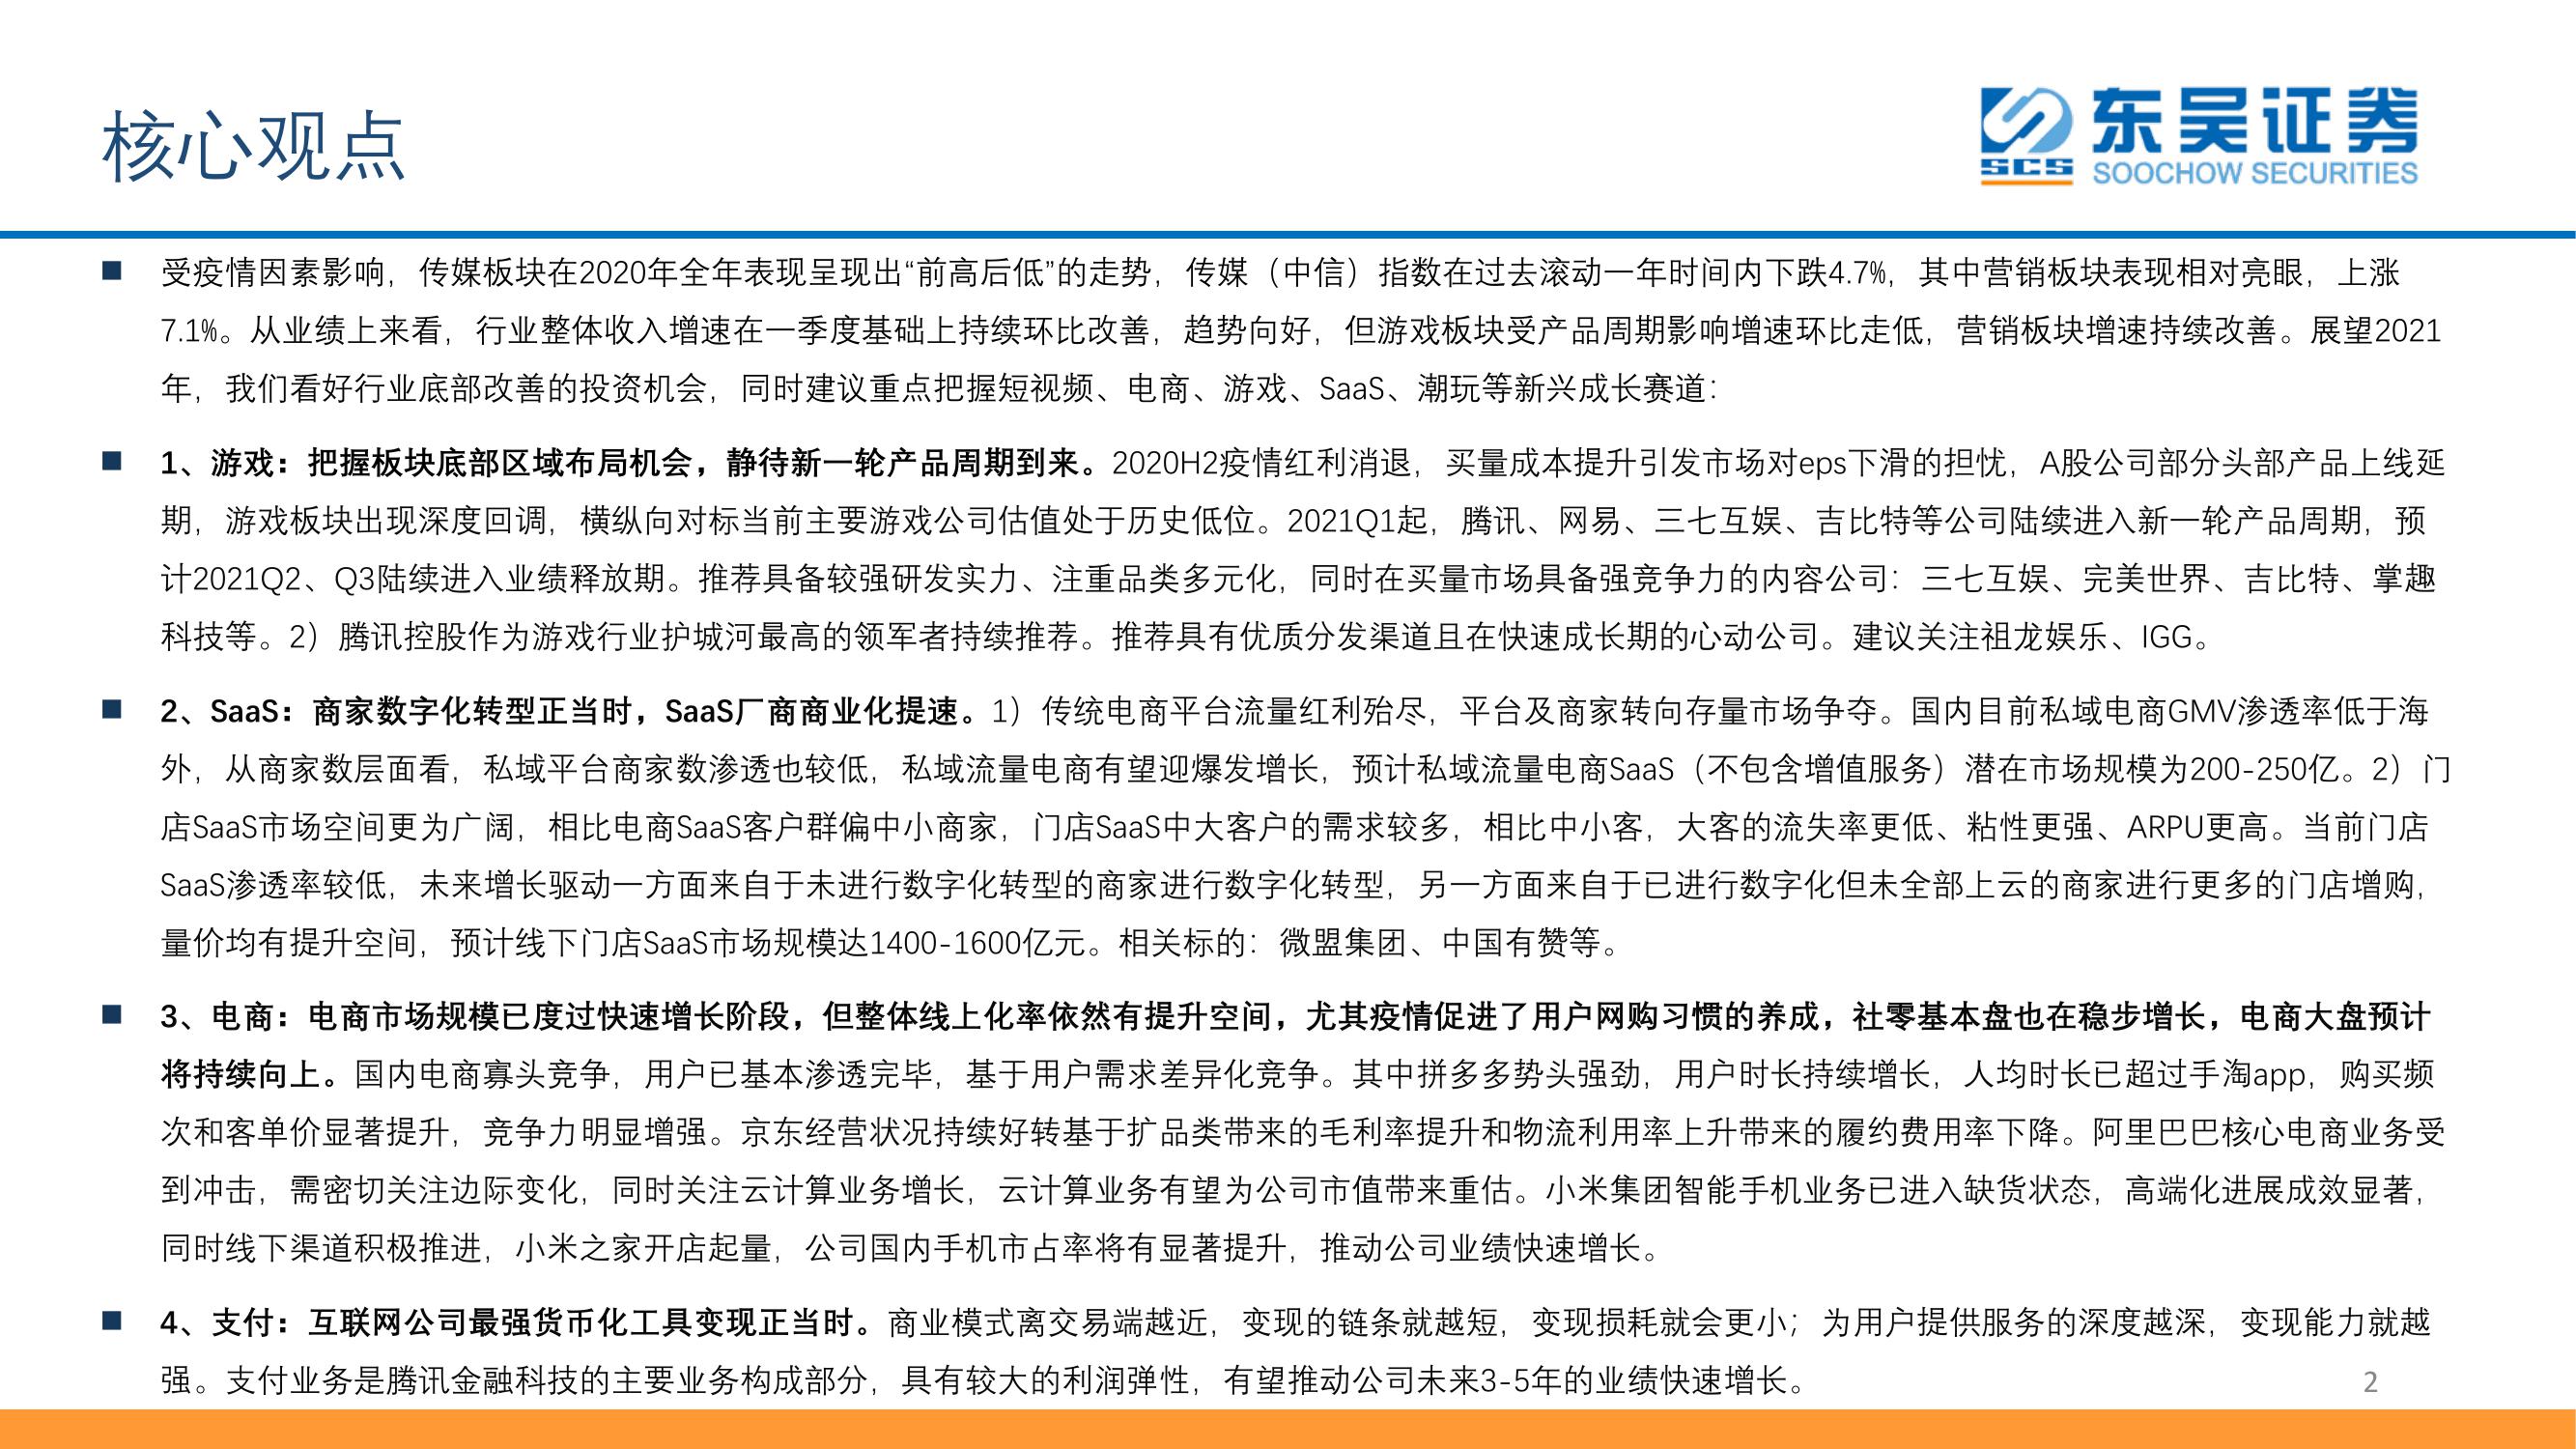 核心观点
东吴证券
SCS
SOOCHOW SECURITIES
■ 受疫情因素影响，传媒板块在2020年全年表现呈现出“前高后低”的走势，传媒（中信）指数在过去滚动一年时间内下跌4.7%，其中营销板块表现相对亮眼，上涨
7.1%。从业绩上来看，行业整体收入增速在一季度基础上持续环比改善，趋势向好，但游戏板块受产品周期影响增速环比走低，营销板块增速持续改善。展望2021
年，我们看好行业底部改善的投资机会，同时建议重点把握短视频、电商、游戏、SaaS、潮玩等新兴成长赛道：
■ 1、游戏：把握板块底部区域布局机会，静待新一轮产品周期到来。2020H2疫情红利消退，买量成本提升引发市场对eps下滑的担忧，A股公司部分头部产品上线延
期，游戏板块出现深度回调，横纵向对标当前主要游戏公司估值处于历史低位。2021Q1起，腾讯、网易、三七互娱、吉比特等公司陆续进入新一轮产品周期，预
计2021Q2、Q3陆续进入业绩释放期。推荐具备较强研发实力、注重品类多元化，同时在买量市场具备强竞争力的内容公司：三七互娱、完美世界、吉比特、掌趣
科技等。2）腾讯控股作为游戏行业护城河最高的领军者持续推荐。推荐具有优质分发渠道且在快速成长期的心动公司。建议关注祖龙娱乐、IGG。
■ 2、SaaS：商家数字化转型正当时，SaaS厂商商业化提速。1）传统电商平台流量红利殆尽，平台及商家转向存量市场争夺。国内目前私域电商GMV渗透率低于海
外，从商家数层面看，私域平台商家数渗透也较低，私域流量电商有望迎爆发增长，预计私域流量电商SaaS（不包含增值服务）潜在市场规模为200-250亿。2）门
店SaaS市场空间更为广阔，相比电商SaaS客户群偏中小商家，门店SaaS中大客户的需求较多，相比中小客，大客的流失率更低、粘性更强、ARPU更高。当前门店
SaaS渗透率较低，未来增长驱动一方面来自于未进行数字化转型的商家进行数字化转型，另一方面来自于已进行数字化但未全部上云的商家进行更多的门店增购，
量价均有提升空间，预计线下门店SaaS市场规模达1400-1600亿元。相关标的：微盟集团、中国有赞等。
■ 3、电商：电商市场规模已度过快速增长阶段，但整体线上化率依然有提升空间，尤其疫情促进了用户网购习惯的养成，社零基本盘也在稳步增长，电商大盘预计
将持续向上。国内电商寡头竞争，用户已基本渗透完毕，基于用户需求差异化竞争。其中拼多多势头强劲，用户时长持续增长，人均时长已超过手淘app，购买频
次和客单价显著提升，竞争力明显增强。京东经营状况持续好转基于扩品类带来的毛利率提升和物流利用率上升带来的履约费用率下降。阿里巴巴核心电商业务受
到冲击，需密切关注边际变化，同时关注云计算业务增长，云计算业务有望为公司市值带来重估。小米集团智能手机业务已进入缺货状态，高端化进展成效显著，
同时线下渠道积极推进，小米之家开店起量，公司国内手机市占率将有显著提升，推动公司业绩快速增长。
■ 4、支付：互联网公司最强货币化工具变现正当时。商业模式离交易端越近，变现的链条就越短，变现损耗就会更小；为用户提供服务的深度越深，变现能力就越
强。支付业务是腾讯金融科技的主要业务构成部分，具有较大的利润弹性，有望推动公司未来3-5年的业绩快速增长。
2